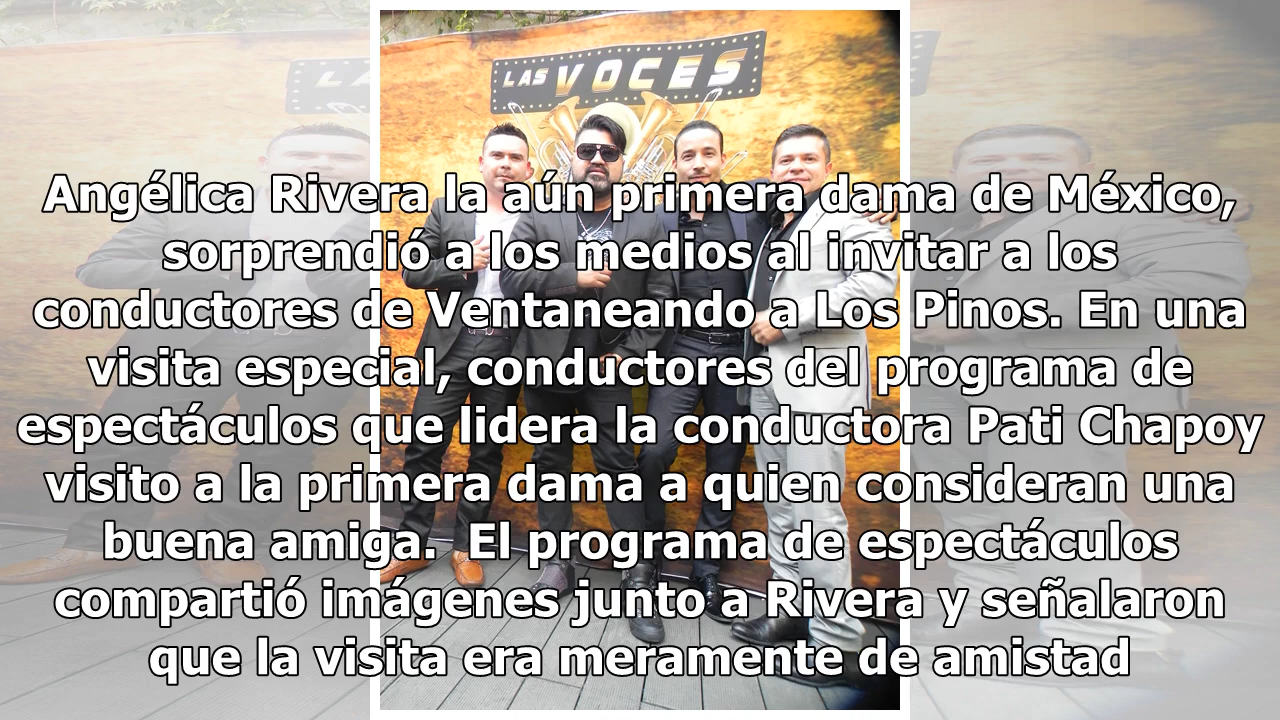 LAS VOCES
Angélica Rivera la aún primera dama de México,
sorprendió a los medios al invitar a los
conductores de Ventaneando a Los Pinos. En una
visita especial, conductores del programa de
espectáculos que lidera la conductora Pati Chapoy
visito a la primera dama a quien consideran una
buena amiga.  El programa de espectáculos
compartió imágenes junto a Rivera y señalaron
que la visita era meramente de amistad